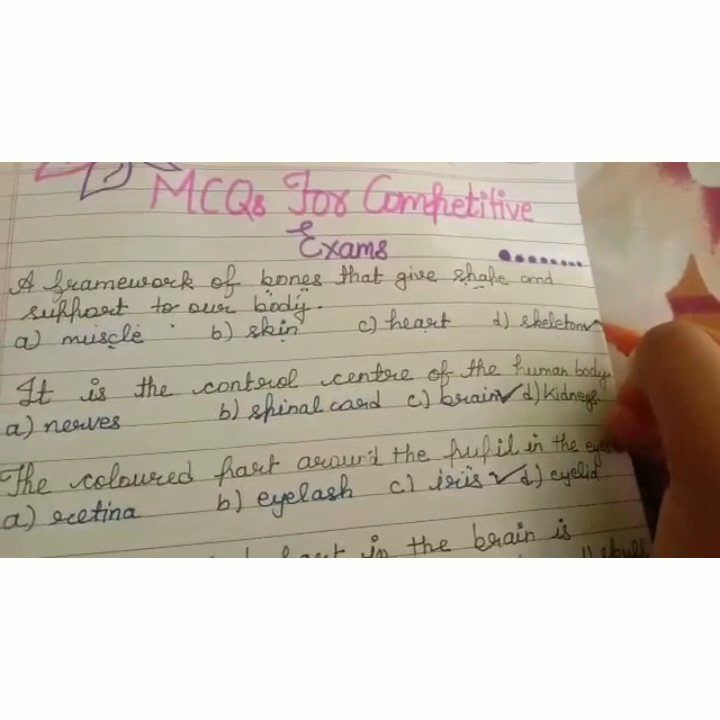 MCQs For Competitive
Exams
A framework of bones that give shape and
support to our body.
a) muscle b) skin c) heart d) skeleton
It is the control centre of the human body
a) nerves b) spinal card c) brain d) kidneys
The coloured part around the pupil in the eye
a) retina b) eyelash c) iris d) eyelid
part in the brain is
d) skull